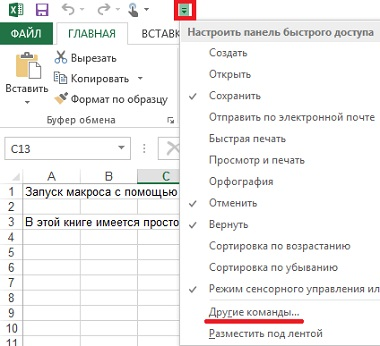 Настроить панель быстрого доступа
Создать
Открыть
Сохранить
Отправить по электронной почте
Быстрая печать
Просмотр и печать
Орфография
Отменить
Вернуть
Сортировка по возрастанию
Сортировка по убыванию
Режим сенсорного управления или
Другие команды...
Разместить под лентой
ФАЙЛ
ГЛАВНАЯ
ВСТАВК
Вставить
Вырезать
Копировать
Формат по образцу
Буфер обмена
C13
A B C
1 Запуск макроса с помощью
2
3 В этой книге имеется просто
4
5
6
7
8
9
10
11